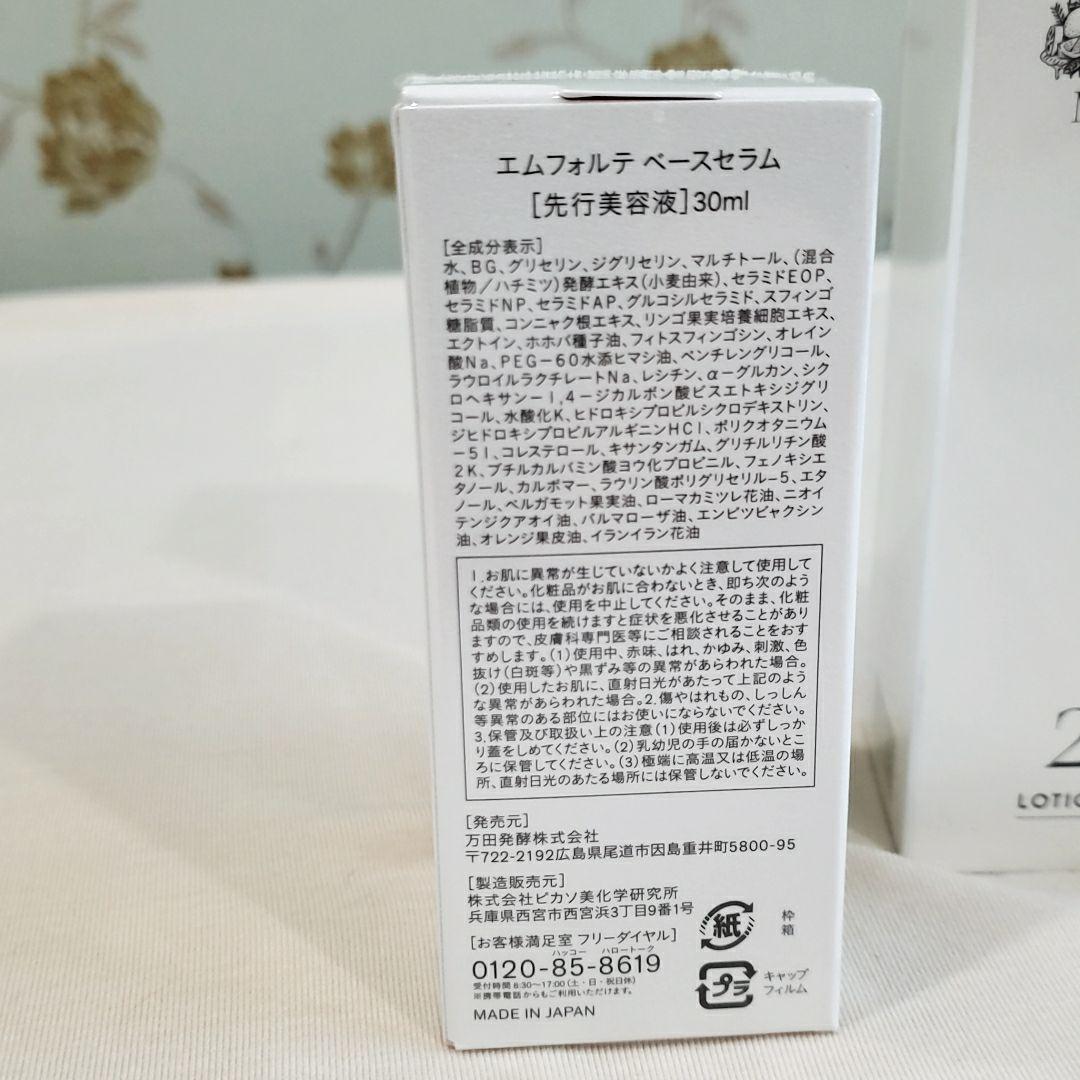 エムフォルテ ベースセラム
[先行美容液]30ml
[全成分表示]
水、BG、グリセリン、ジグリセリン、マルチトール、(混合
植物/ハチミツ)発酵エキス(小麦由来)、セラミドEOP、
セラミドNP、セラミドAP、グルコシルセラミド、スフィンゴ
糖脂質、コンニャク根エキス、リンゴ果実培養細胞エキス、
エクトイン、ホホバ種子油、フィトスフィンゴシン、オレイン
酸Na、PEG-60水添ヒマシ油、ペンチレングリコール、
ラウロイルラクチレートNa、レシチン、α-グルカン、シク
ロヘキサン-1,4-ジカルボン酸ビスエトキシジグリ
コール、水酸化K、ヒドロキシプロピルシクロデキストリン、
ジヒドロキシプロピルアルギニンHCl、ポリクオタニウム
-51、コレステロール、キサンタンガム、グリチルリチン酸
2K、ブチルカルバミン酸ヨウ化プロピニル、フェノキシエ
タノール、カルボマー、ラウリン酸ポリグリセリル-5、エタ
ノール、ベルガモット果実油、ローマカミツレ花油、ニオイ
テンジクアオイ油、パルマローザ油、エンピツビャクシン
油、オレンジ果皮油、イランイラン花油
1.お肌に異常が生じていないかよく注意して使用して
ください。化粧品がお肌に合わないとき、即ち次のよう
な場合には、使用を中止してください。そのまま、化粧
品類の使用を続けますと症状を悪化させることがあり
ますので、皮膚科専門医等にご相談されることをおす
すめします。(1)使用中、赤味、はれ、かゆみ、刺激、色
抜け(白斑等)や黒ずみ等の異常があらわれた場合。
(2)使用したお肌に、直射日光があたって上記のよう
な異常があらわれた場合。2.傷やはれもの、しっしん
等異常のある部位にはお使いにならないでください。
3.保管及び取扱い上の注意(1)使用後は必ずしっか
り蓋をしめてください。(2)乳幼児の手の届かないとこ
ろに保管してください。(3)極端に高温又は低温の場
所、直射日光のあたる場所には保管しないでください。
[発売元]
万田発酵株式会社
〒722-2192広島県尾道市因島重井町5800-95
[製造販売元]
株式会社ピカソ美化学研究所
兵庫県西宮市西宮浜3丁目9番1号
[お客様満足室 フリーダイヤル]
ハッコー ハロートーク
0120-85-8619
受付時間 8:30〜17:00(土・日・祝日休)
※携帯電話からもご利用いただけます。
MADE IN JAPAN
紙
枠
箱
プラ
キャップ
フィルム
2